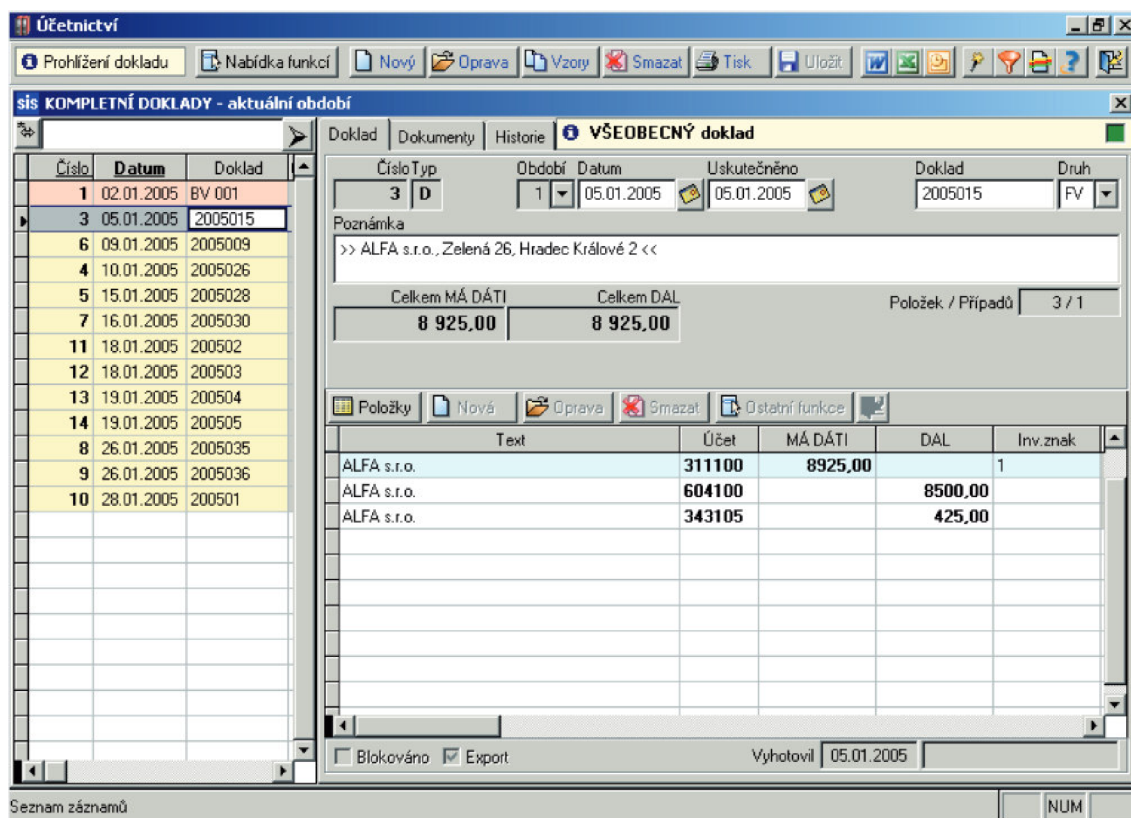 Účetnictví
Prohlížení dokladu Nabídka funkcí Nový Oprava Vzory Smazat Tisk Uložit
sis KOMPLETNÍ DOKLADY - aktuální období
Doklad Dokumenty Historie VŠEOBECNÝ doklad
Číslo Datum Doklad
1 02.01.2005 BV 001
3 05.01.2005 2005015
6 09.01.2005 2005009
4 10.01.2005 2005026
5 15.01.2005 2005028
7 16.01.2005 2005030
11 18.01.2005 200502
12 18.01.2005 200503
13 19.01.2005 200504
14 19.01.2005 200505
8 26.01.2005 2005035
9 26.01.2005 2005036
10 28.01.2005 200501
Číslo Typ Období Datum Uskutečněno Doklad Druh
3 D 1 05.01.2005 05.01.2005 2005015 FV
Poznámka
>> ALFA s.r.o., Zelená 26, Hradec Králové 2 <<
Celkem MÁ DÁTI Celkem DAL Položek / Případů 3 / 1
8 925,00 8 925,00
Položky Nová Oprava Smazat Ostatní funkce
Text Účet MÁ DÁTI DAL Inv.znak
ALFA s.r.o. 311100 8925,00 1
ALFA s.r.o. 604100 8500,00
ALFA s.r.o. 343105 425,00
Blokováno Export Vyhotovil 05.01.2005
Seznam záznamů NUM